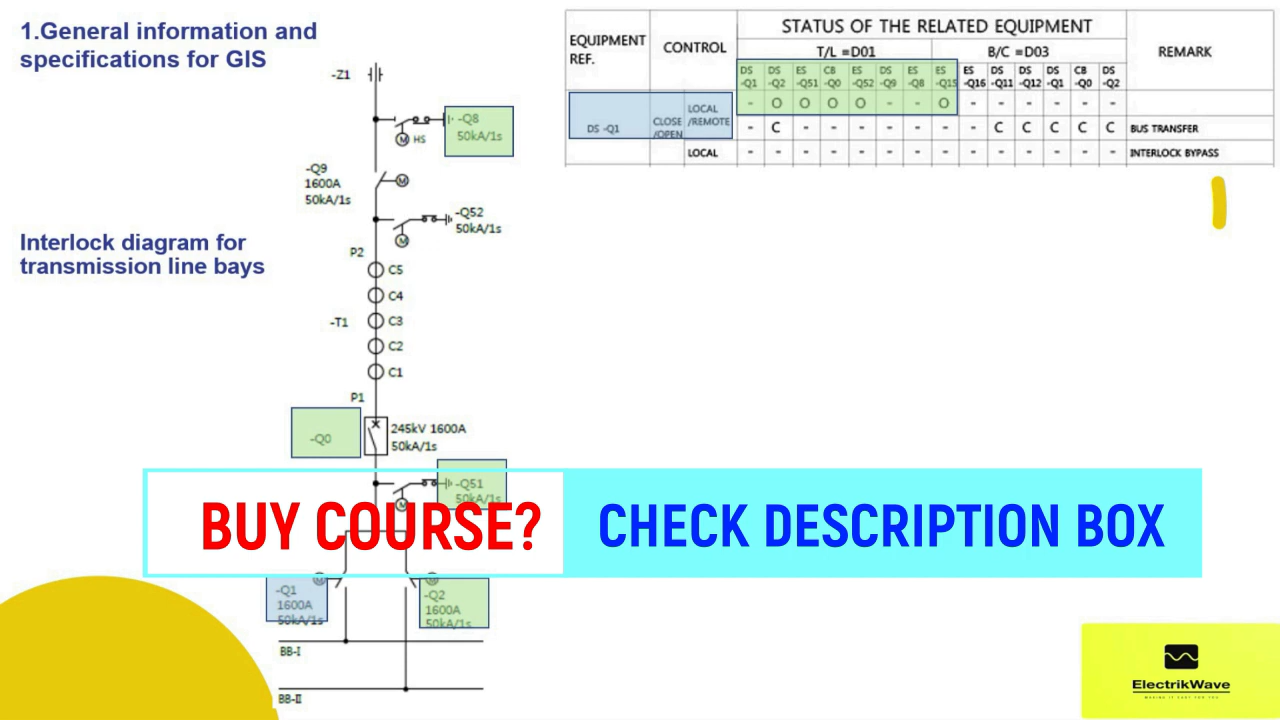 1.General information and
specifications for GIS
Interlock diagram for
transmission line bays
-Z1
-Q8
50kA/1s
M HS
-Q9
1600A
50kA/1s
M
-Q52
50kA/1s
M
P2
C5
C4
-T1 C3
C2
C1
P1
-Q0
245kV 1600A
50kA/1s
-Q51
50kA/1s
M
BUY COURSE? CHECK DESCRIPTION BOX
-Q1
1600A
50kA/1s
-Q2
1600A
50kA/1s
BB-I
BB-II
EQUIPMENT REF. CONTROL STATUS OF THE RELATED EQUIPMENT REMARK
T/L =D01 B/C =D03
DS DS ES CB ES DS ES ES ES DS DS DS CB DS
-Q1 -Q2 -Q51 -Q0 -Q52 -Q9 -Q8 -Q15 -Q16 -Q11 -Q12 -Q1 -Q0 -Q2
DS -Q1 CLOSE /OPEN LOCAL /REMOTE - O O O O - - O - - - - - -
- C - - - - - - - C C C C C BUS TRANSFER
LOCAL - - - - - - - - - - - - - - INTERLOCK BYPASS
ElectrikWave